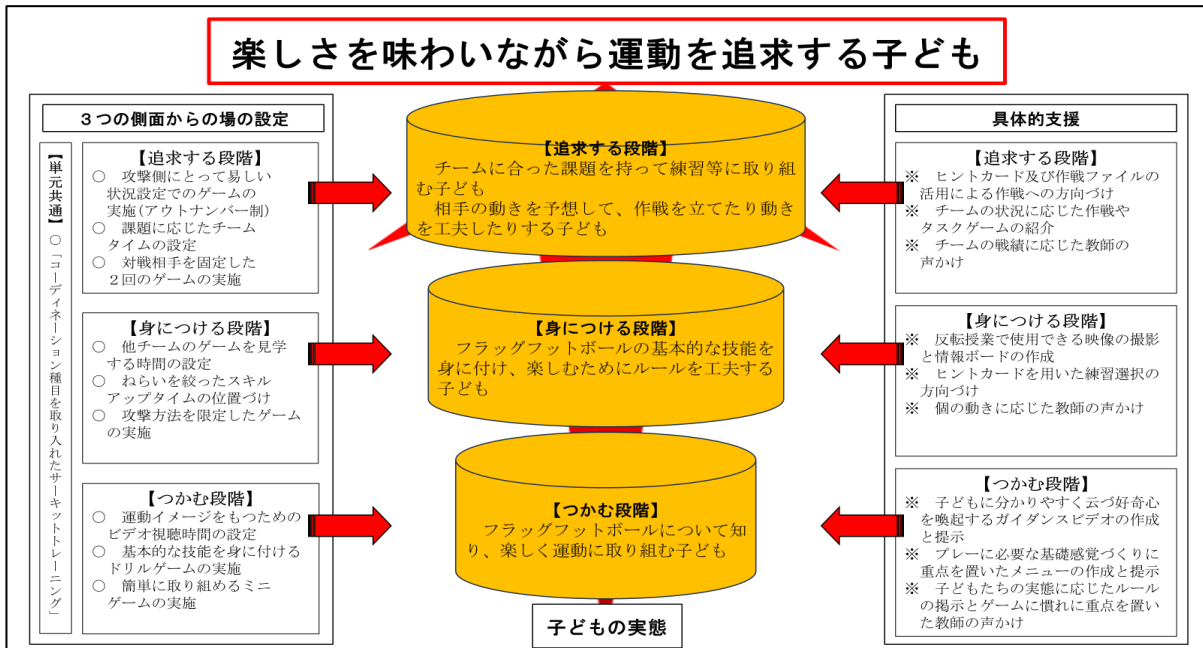 楽しさを味わいながら運動を追求する子ども
３つの側面からの場の設定
【単元共通】○「コーディネーション種目を取り入れたサーキットトレーニング」
【追求する段階】
○　攻撃側にとって易しい
状況設定でのゲームの
実施(アウトナンバー制)
○　課題に応じたチーム
タイムの設定
○　対戦相手を固定した
２回のゲームの実施
【身につける段階】
○　他チームのゲームを見学
する時間の設定
○　ねらいを絞ったスキル
アップタイムの位置づけ
○　攻撃方法を限定したゲーム
の実施
【つかむ段階】
○　運動イメージをもつための
ビデオ視聴時間の設定
○　基本的な技能を身に付ける
ドリルゲームの実施
○　簡単に取り組めるミニ
ゲームの実施
【追求する段階】
チームに合った課題を持って練習等に取り組
む子ども
相手の動きを予想して、作戦を立てたり動き
を工夫したりする子ども
【身につける段階】
フラッグフットボールの基本的な技能を
身に付け、楽しむためにルールを工夫する
子ども
【つかむ段階】
フラッグフットボールについて知
り、楽しく運動に取り組む子ども
子どもの実態
具体的支援
【追求する段階】
※　ヒントカード及び作戦ファイルの
活用による作戦への方向づけ
※　チームの状況に応じた作戦や
タスクゲームの紹介
※　チームの戦績に応じた教師の
声かけ
【身につける段階】
※　反転授業で使用できる映像の撮影
と情報ボードの作成
※　ヒントカードを用いた練習選択の
方向づけ
※　個の動きに応じた教師の声かけ
【つかむ段階】
※　子どもに分かりやすく云づ好奇心
を喚起するガイダンスビデオの作成
と提示
※　プレーに必要な基礎感覚づくりに
重点を置いたメニューの作成と提示
※　子どもたちの実態に応じたルール
の掲示とゲームに慣れに重点を置い
た教師の声かけ